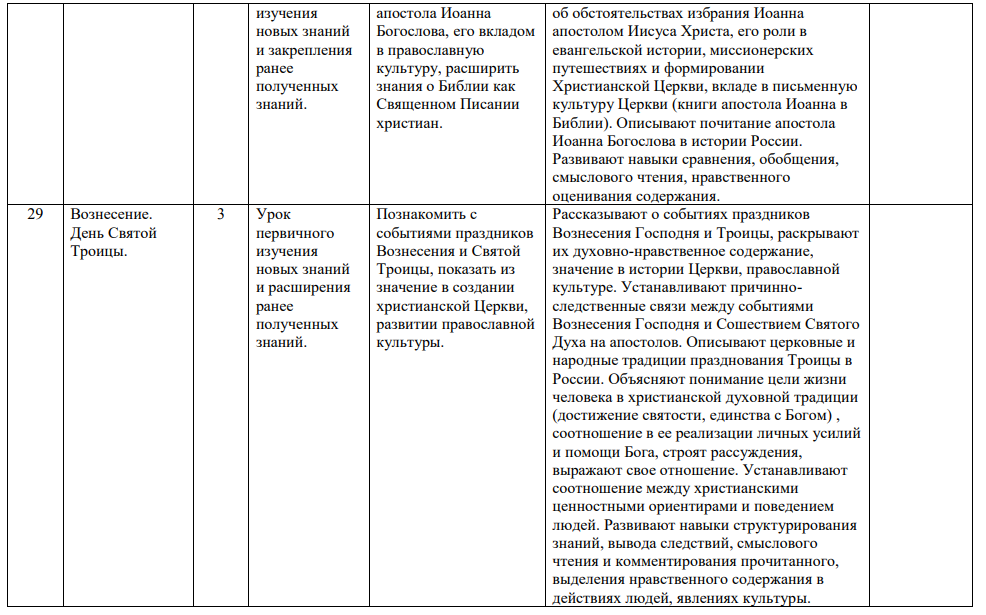 изучения
новых знаний
и закрепления
ранее
полученных
знаний.
апостола Иоанна
Богослова, его вкладом
в православную
культуру, расширить
знания о Библии как
Священном Писании
христиан.
об обстоятельствах избрания Иоанна
апостолом Иисуса Христа, его роли в
евангельской истории, миссионерских
путешествиях и формировании
Христианской Церкви, вкладе в письменную
культуру Церкви (книги апостола Иоанна в
Библии). Описывают почитание апостола
Иоанна Богослова в истории России.
Развивают навыки сравнения, обобщения,
смыслового чтения, нравственного
оценивания содержания.
29
Вознесение.
День Святой
Троицы.
3
Урок
первичного
изучения
новых знаний
и расширения
ранее
полученных
знаний.
Познакомить с
событиями праздников
Вознесения и Святой
Троицы, показать из
значение в создании
христианской Церкви,
развитии православной
культуры.
Рассказывают о событиях праздников
Вознесения Господня и Троицы, раскрывают
их духовно-нравственное содержание,
значение в истории Церкви, православной
культуре. Устанавливают причинно-
следственные связи между событиями
Вознесения Господня и Сошествием Святого
Духа на апостолов. Описывают церковные и
народные традиции празднования Троицы в
России. Объясняют понимание цели жизни
человека в христианской духовной традиции
(достижение святости, единства с Богом) ,
соотношение в ее реализации личных усилий
и помощи Бога, строят рассуждения,
выражают свое отношение. Устанавливают
соотношение между христианскими
ценностными ориентирами и поведением
людей. Развивают навыки структурирования
знаний, вывода следствий, смыслового
чтения и комментирования прочитанного,
выделения нравственного содержания в
действиях людей, явлениях культуры.